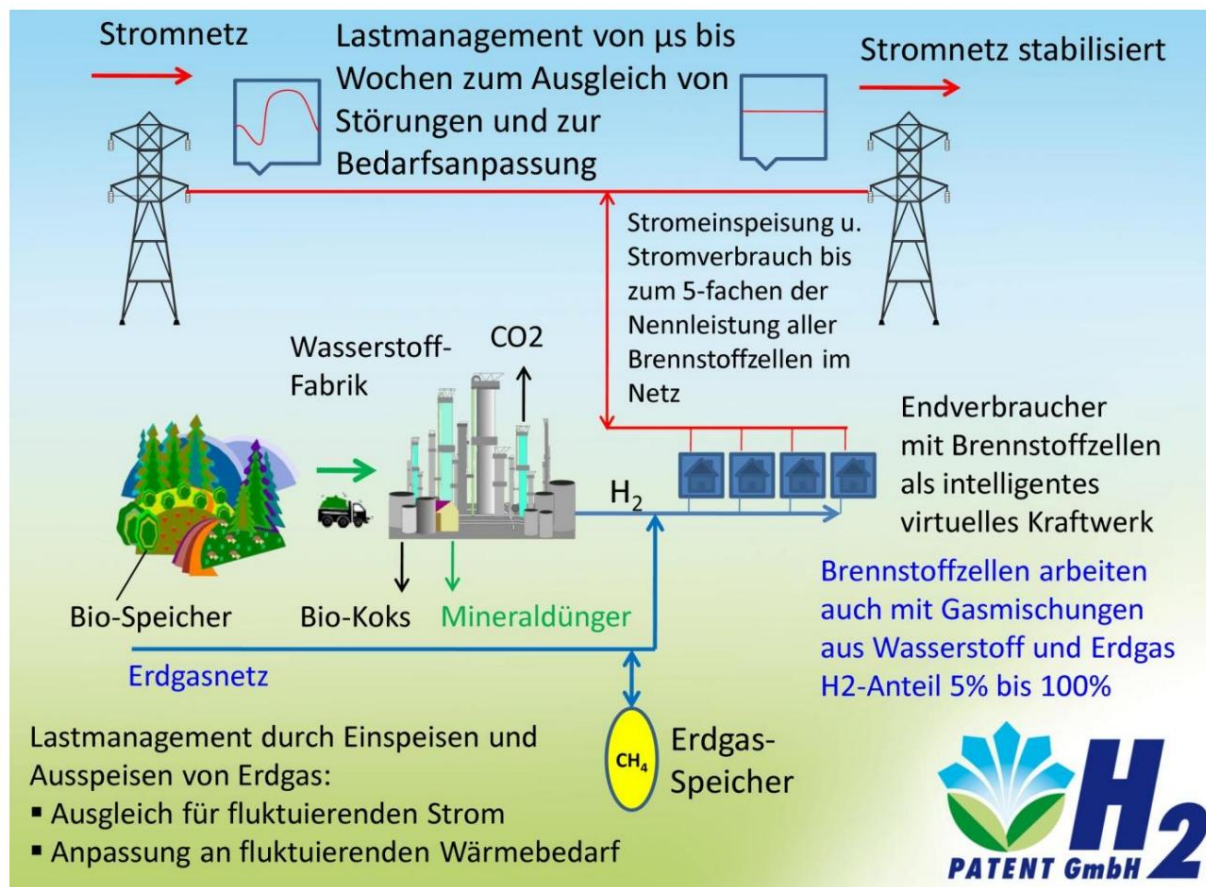 Stromnetz
Lastmanagement von µs bis
Wochen zum Ausgleich von
Störungen und zur
Bedarfsanpassung
Stromnetz stabilisiert
Stromeinspeisung u.
Stromverbrauch bis
zum 5-fachen der
Nennleistung aller
Brennstoffzellen im
Netz
Wasserstoff-
Fabrik
CO2
Endverbraucher
mit Brennstoffzellen
als intelligentes
virtuelles Kraftwerk
H₂
Bio-Speicher
Bio-Koks
Mineraldünger
Brennstoffzellen arbeiten
auch mit Gasmischungen
aus Wasserstoff und Erdgas
H2-Anteil 5% bis 100%
Erdgasnetz
CH₄
Erdgas-
Speicher
Lastmanagement durch Einspeisen und
Ausspeisen von Erdgas:
▪ Ausgleich für fluktuierenden Strom
▪ Anpassung an fluktuierenden Wärmebedarf
H2
PATENT GmbH